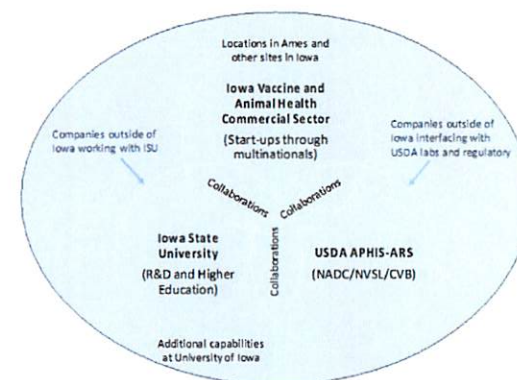 Locations in Ames and
other sites in Iowa
Iowa Vaccine and
Animal Health
Commercial Sector
(Start-ups through
multinationals)
Companies outside of
Iowa working with ISU
Companies outside of
Iowa interfacing with
USDA labs and regulatory
Collaborations
Collaborations
Collaborations
Iowa State
University
(R&D and Higher
Education)
USDA APHIS-ARS
(NADC/NVSL/CVB)
Additional capabilities
at University of Iowa